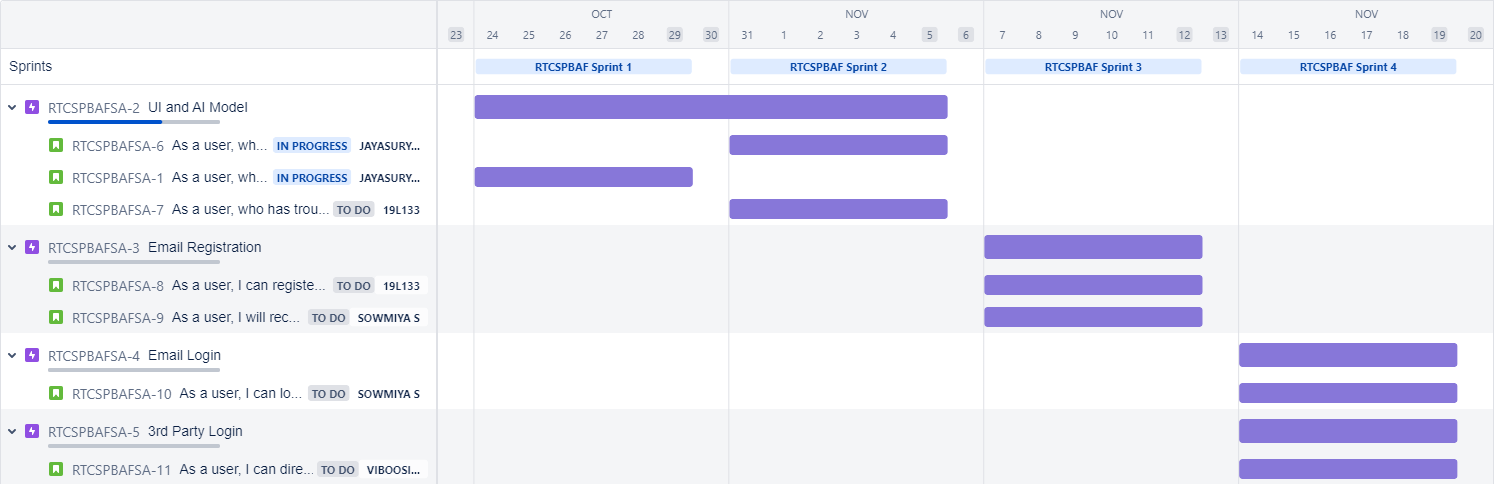 OCT NOV NOV NOV
23 24 25 26 27 28 29 30 31 1 2 3 4 5 6 7 8 9 10 11 12 13 14 15 16 17 18 19 20
Sprints RTCSPBAF Sprint 1 RTCSPBAF Sprint 2 RTCSPBAF Sprint 3 RTCSPBAF Sprint 4
RTCSPBAFSA-2 UI and AI Model
RTCSPBAFSA-6 As a user, wh... IN PROGRESS JAYASURY...
RTCSPBAFSA-1 As a user, wh... IN PROGRESS JAYASURY...
RTCSPBAFSA-7 As a user, who has trou... TO DO 19L133
RTCSPBAFSA-3 Email Registration
RTCSPBAFSA-8 As a user, I can registe... TO DO 19L133
RTCSPBAFSA-9 As a user, I will rec... TO DO SOWMIYA S
RTCSPBAFSA-4 Email Login
RTCSPBAFSA-10 As a user, I can lo... TO DO SOWMIYA S
RTCSPBAFSA-5 3rd Party Login
RTCSPBAFSA-11 As a user, I can dire... TO DO VIBOOSI...